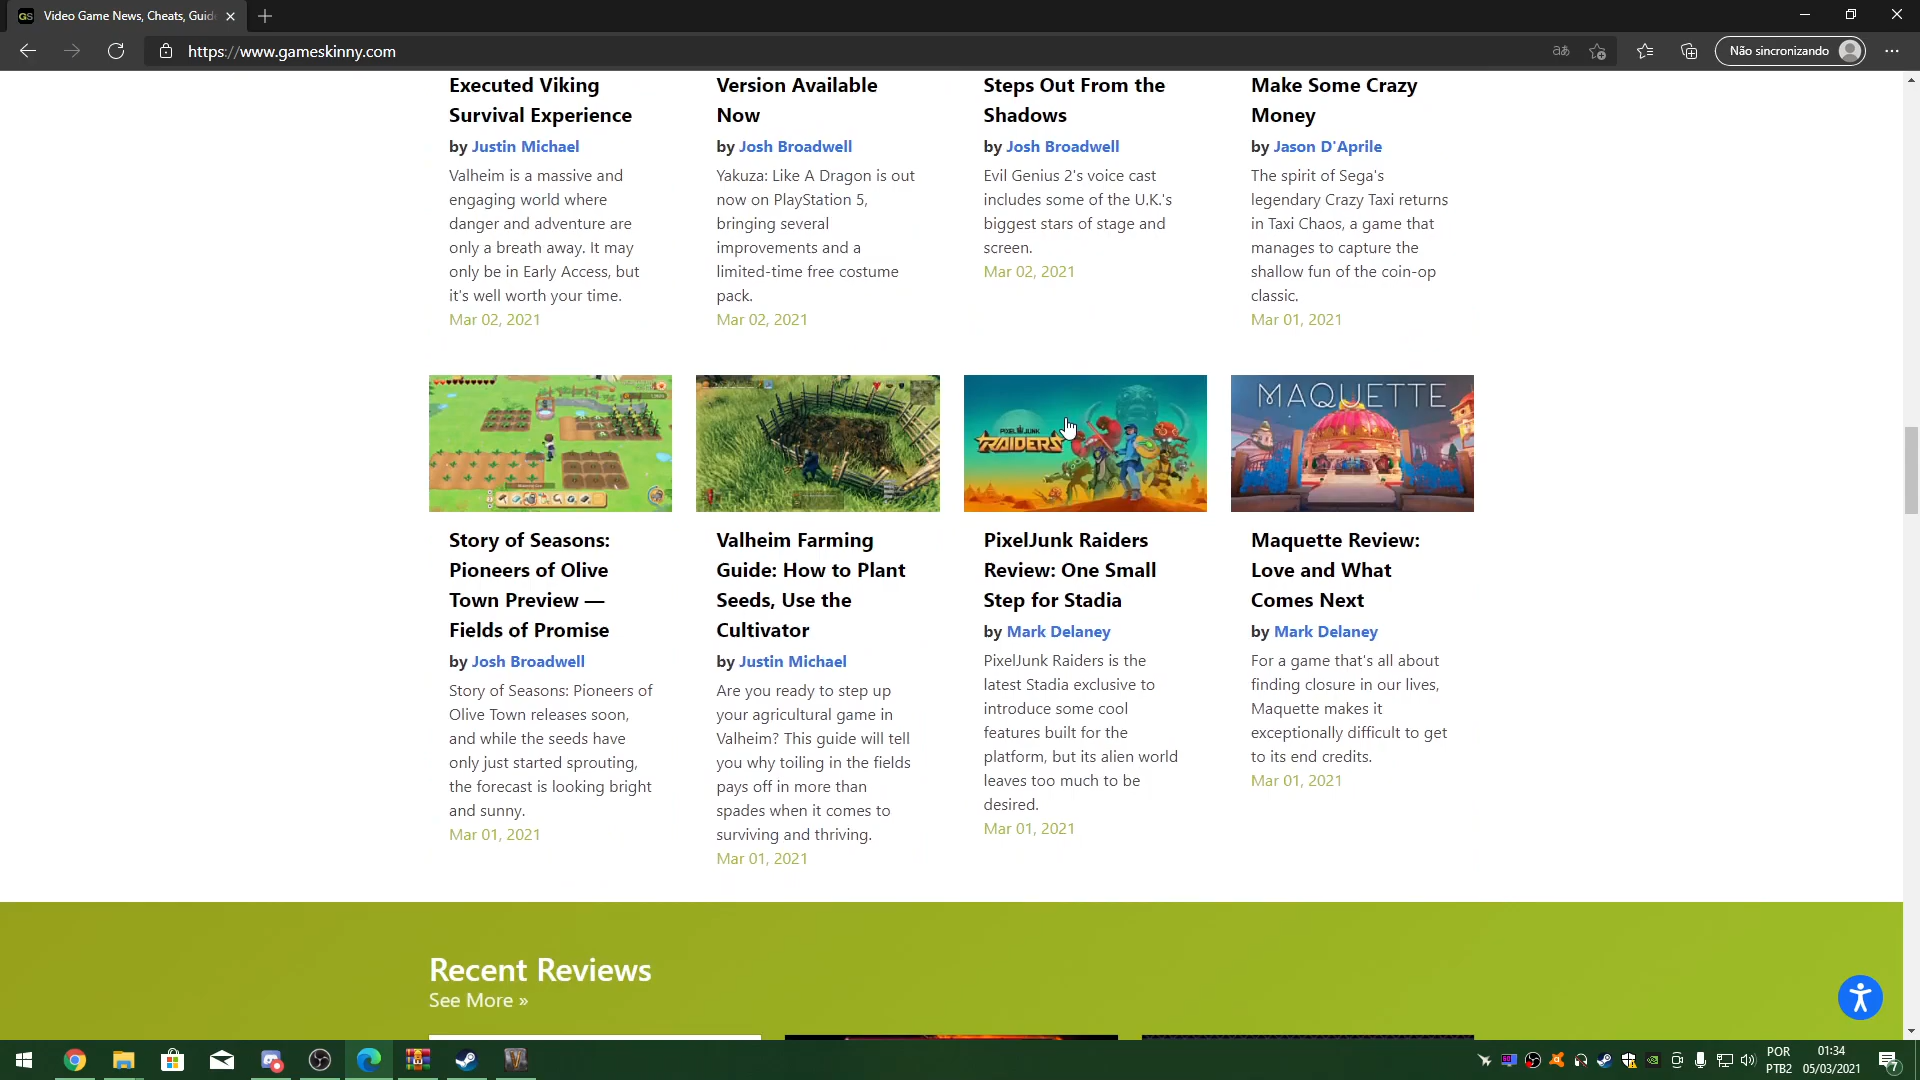 GS Video Game News, Cheats, Guid
https://www.gameskinny.com
aあ
Não sincronizando
Executed Viking
Survival Experience
by Justin Michael
Valheim is a massive and
engaging world where
danger and adventure are
only a breath away. It may
only be in Early Access, but
it's well worth your time.
Mar 02, 2021
Version Available
Now
by Josh Broadwell
Yakuza: Like A Dragon is out
now on PlayStation 5,
bringing several
improvements and a
limited-time free costume
pack.
Mar 02, 2021
Steps Out From the
Shadows
by Josh Broadwell
Evil Genius 2's voice cast
includes some of the U.K.'s
biggest stars of stage and
screen.
Mar 02, 2021
Make Some Crazy
Money
by Jason D'Aprile
The spirit of Sega's
legendary Crazy Taxi returns
in Taxi Chaos, a game that
manages to capture the
shallow fun of the coin-op
classic.
Mar 01, 2021
Story of Seasons:
Pioneers of Olive
Town Preview —
Fields of Promise
by Josh Broadwell
Story of Seasons: Pioneers of
Olive Town releases soon,
and while the seeds have
only just started sprouting,
the forecast is looking bright
and sunny.
Mar 01, 2021
Valheim Farming
Guide: How to Plant
Seeds, Use the
Cultivator
by Justin Michael
Are you ready to step up
your agricultural game in
Valheim? This guide will tell
you why toiling in the fields
pays off in more than
spades when it comes to
surviving and thriving.
Mar 01, 2021
PIXELJUNK
RAIDERS
PixelJunk Raiders
Review: One Small
Step for Stadia
by Mark Delaney
PixelJunk Raiders is the
latest Stadia exclusive to
introduce some cool
features built for the
platform, but its alien world
leaves too much to be
desired.
Mar 01, 2021
MAQUETTE
Maquette Review:
Love and What
Comes Next
by Mark Delaney
For a game that's all about
finding closure in our lives,
Maquette makes it
exceptionally difficult to get
to its end credits.
Mar 01, 2021
Recent Reviews
See More »
POR
PTB2
01:34
05/03/2021
7